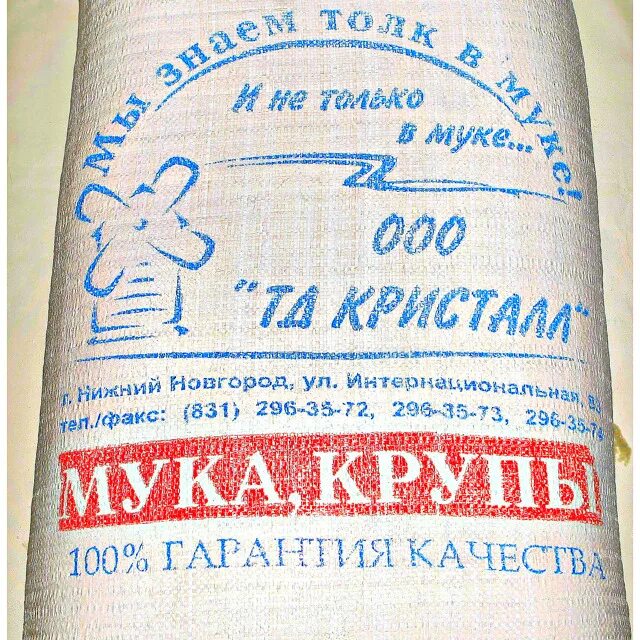 Мы знаем толк в муке!
И не только
в муке...
ООО
"ТД КРИСТАЛЛ"
г. Нижний Новгород, ул. Интернациональная,
тел./факс: (831) 296-35-72, 296-35-73,
МУКА, КРУПЫ
100% ГАРАНТИЯ КАЧЕСТВА